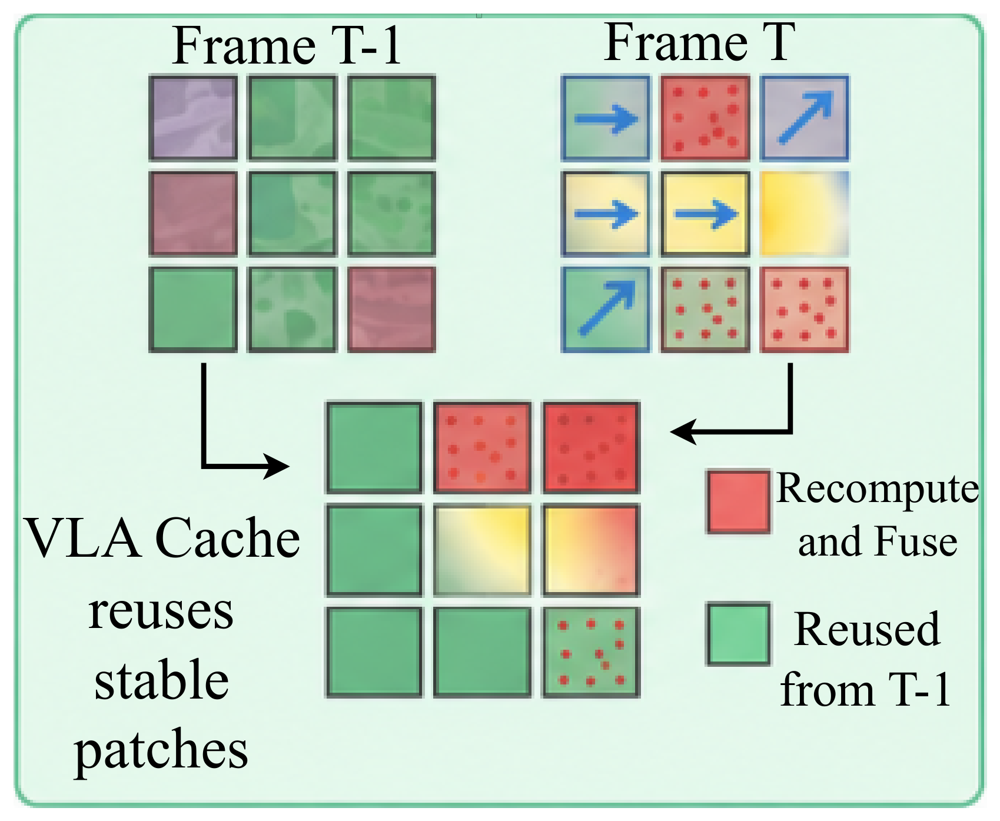 Frame T-1
Frame T
VLA Cache
reuses
stable
patches
Recompute
and Fuse
Reused
from T-1